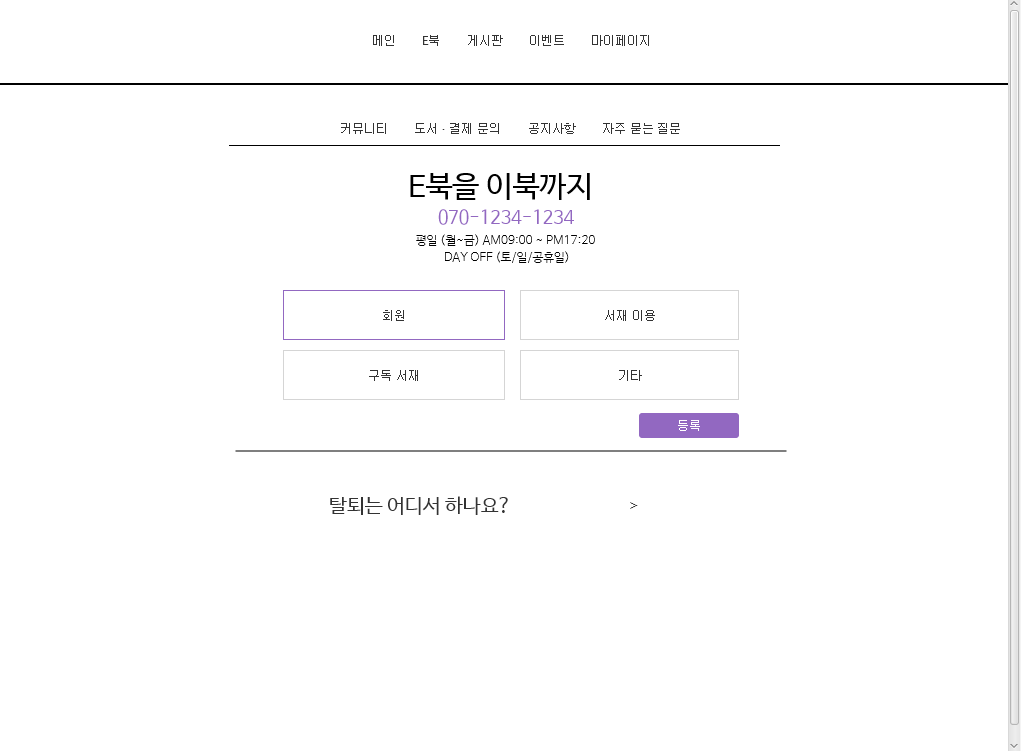 메인 E북 게시판 이벤트 마이페이지
커뮤니티 도서 · 결제 문의 공지사항 자주 묻는 질문
E북을 이북까지
070-1234-1234
평일 (월~금) AM09:00 ~ PM17:20
DAY OFF (토/일/공휴일)
회원 서재 이용
구독 서재 기타
등록
탈퇴는 어디서 하나요? >